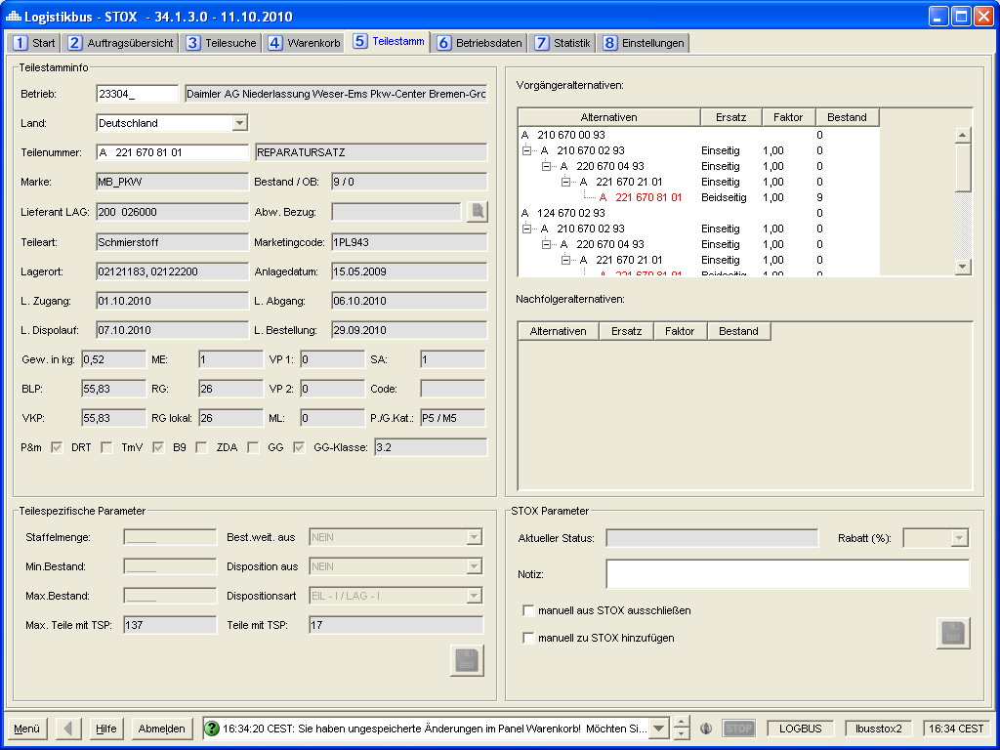 Logistikbus - STOX - 34.1.3.0 - 11.10.2010
1 Start 2 Auftragsübersicht 3 Teilesuche 4 Warenkorb 5 Teilestamm 6 Betriebsdaten 7 Statistik 8 Einstellungen
Teilestamminfo
Betrieb: 23304_ Daimler AG Niederlassung Weser-Ems Pkw-Center Bremen-Grc
Land: Deutschland
Teilenummer: A 221 670 81 01 REPARATURSATZ
Marke: MB_PKW Bestand / OB: 9 / 0
Lieferant LAG: 200 026000 Abw. Bezug:
Teileart: Schmierstoff Marketingcode: 1PL943
Lagerort: 02121183, 02122200 Anlagedatum: 15.05.2009
L. Zugang: 01.10.2010 L. Abgang: 06.10.2010
L. Dispolauf: 07.10.2010 L. Bestellung: 29.09.2010
Gew. in kg: 0,52 ME: 1 VP 1: 0 SA: 1
BLP: 55,83 RG: 26 VP 2: 0 Code:
VKP: 55,83 RG lokal: 26 ML: 0 P./G.Kat.: P5 / M5
P&m DRT TmV B9 ZDA GG GG-Klasse: 3.2
Vorgängeralternativen:
Alternativen Ersatz Faktor Bestand
A 210 670 00 93 0
A 210 670 02 93 Einseitig 1,00 0
A 220 670 04 93 Einseitig 1,00 0
A 221 670 21 01 Einseitig 1,00 0
A 221 670 81 01 Beidseitig 1,00 9
A 124 670 02 93 0
A 210 670 02 93 Einseitig 1,00 0
A 220 670 04 93 Einseitig 1,00 0
A 221 670 21 01 Einseitig 1,00 0
A 221 670 81 01 Beidseitig 1,00 9
Nachfolgeralternativen:
Alternativen Ersatz Faktor Bestand
Teilespezifische Parameter
Staffelmenge: _____ Best.weit. aus NEIN
Min.Bestand: _____ Disposition aus NEIN
Max.Bestand: _____ Dispositionsart EIL - I / LAG - I
Max. Teile mit TSP: 137 Teile mit TSP: 17
STOX Parameter
Aktueller Status: Rabatt (%):
Notiz:
manuell aus STOX ausschließen
manuell zu STOX hinzufügen
Menü Hilfe Abmelden ? 16:34:20 CEST: Sie haben ungespeicherte Änderungen im Panel Warenkorb! Möchten Si... STOP LOGBUS lbusstox2 16:34 CEST